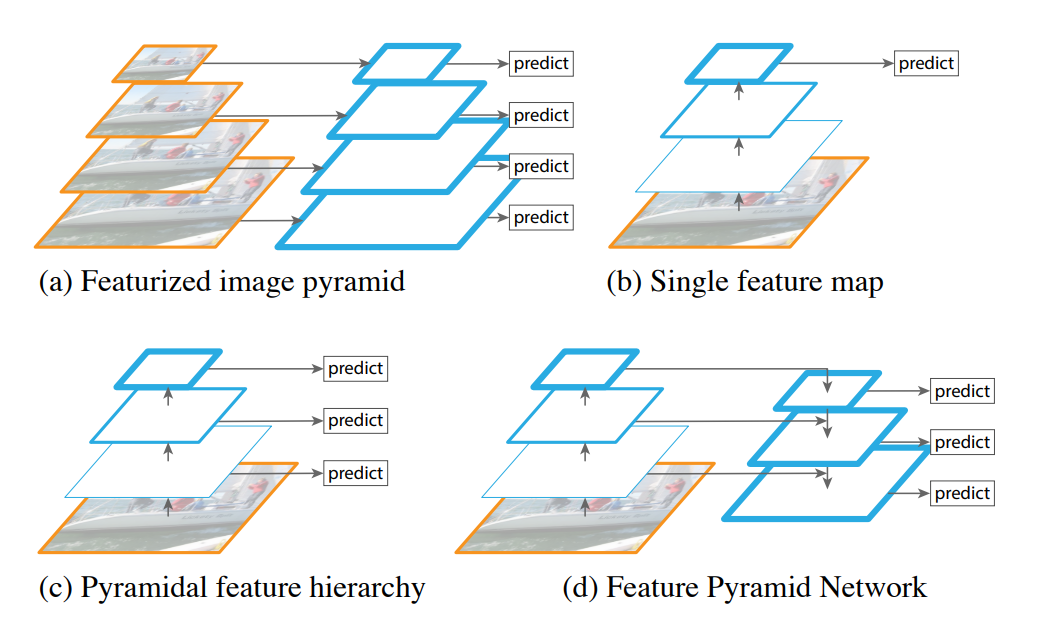 predict
predict
predict
predict
predict
(a) Featurized image pyramid
(b) Single feature map
predict
predict
predict
predict
predict
predict
(c) Pyramidal feature hierarchy
(d) Feature Pyramid Network